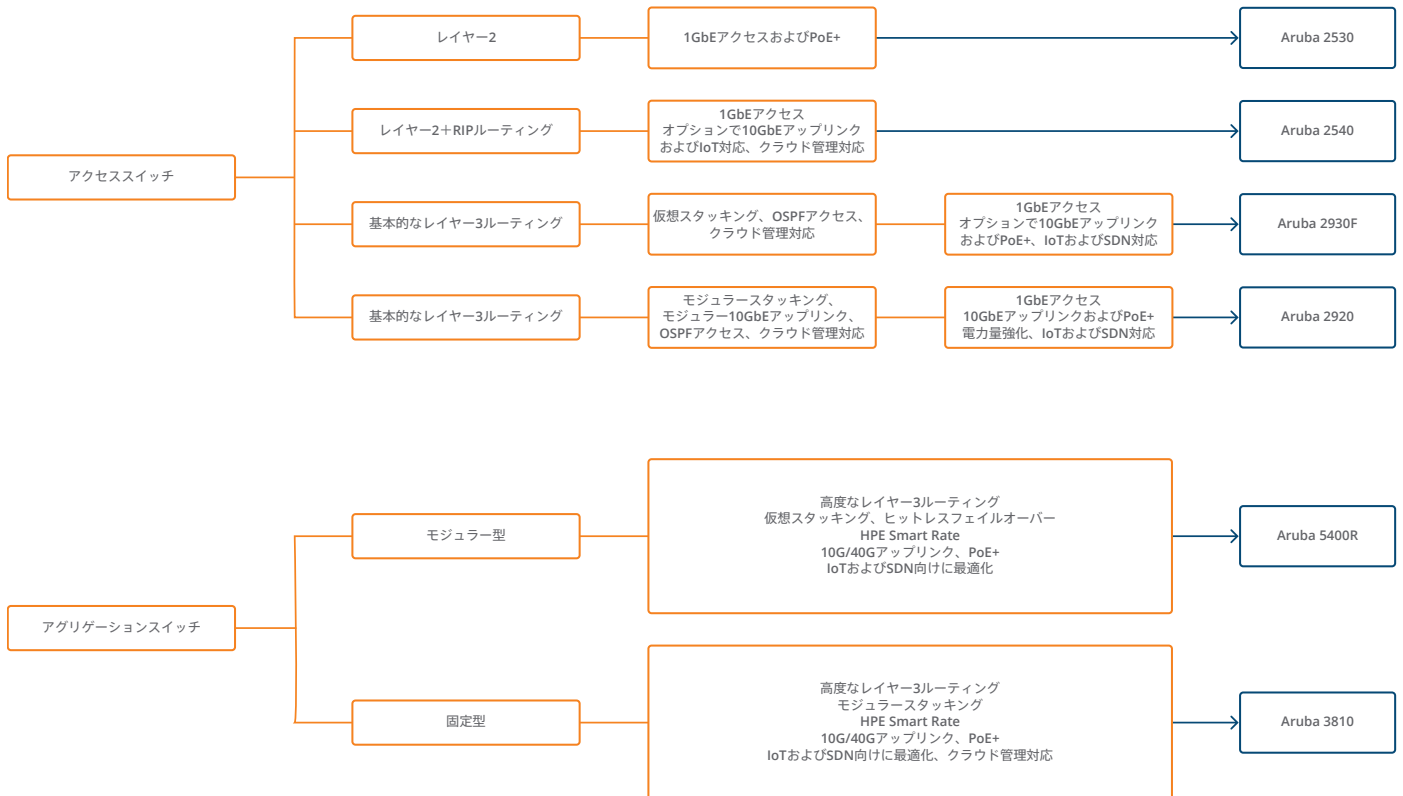 アクセススイッチ
レイヤー2
1GbEアクセスおよびPoE+
Aruba 2530
レイヤー2＋RIPルーティング
1GbEアクセス
オプションで10GbEアップリンク
およびIoT対応、クラウド管理対応
Aruba 2540
基本的なレイヤー3ルーティング
仮想スタッキング、OSPFアクセス、
クラウド管理対応
1GbEアクセス
オプションで10GbEアップリンク
およびPoE+、IoTおよびSDN対応
Aruba 2930F
基本的なレイヤー3ルーティング
モジュラースタッキング、
モジュラー10GbEアップリンク、
OSPFアクセス、クラウド管理対応
1GbEアクセス
10GbEアップリンクおよびPoE+
電力量強化、IoTおよびSDN対応
Aruba 2920
アグリゲーションスイッチ
モジュラー型
高度なレイヤー3ルーティング
仮想スタッキング、ヒットレスフェイルオーバー
HPE Smart Rate
10G/40Gアップリンク、PoE+
IoTおよびSDN向けに最適化
Aruba 5400R
固定型
高度なレイヤー3ルーティング
モジュラースタッキング
HPE Smart Rate
10G/40Gアップリンク、PoE+
IoTおよびSDN向けに最適化、クラウド管理対応
Aruba 3810